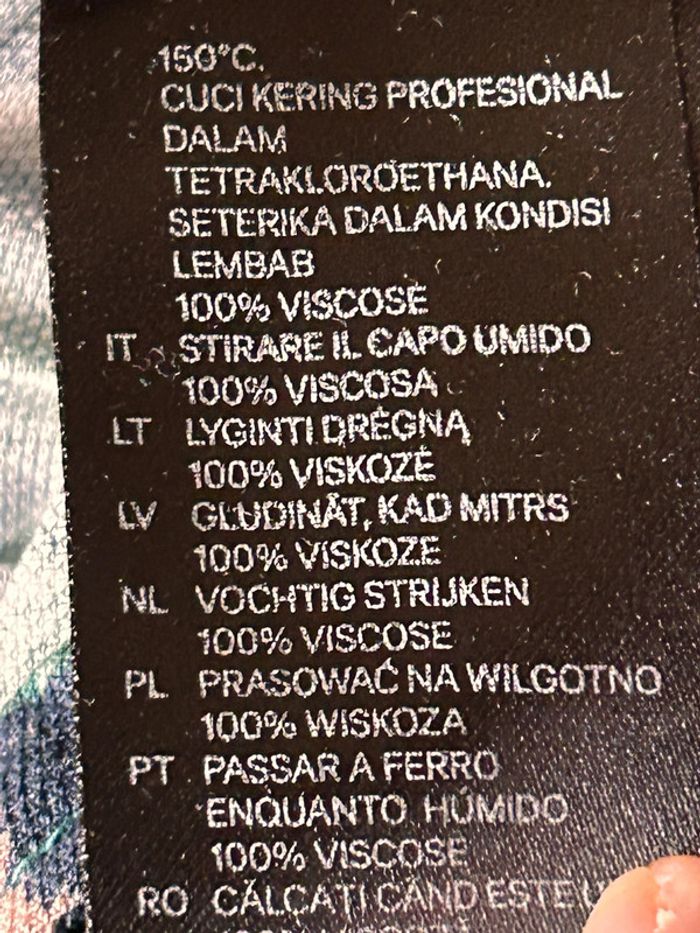 150°C.
CUCI KERING PROFESIONAL
DALAM
TETRAKLOROETHANA.
SETERIKA DALAM KONDISI
LEMBAB
100% VISCOSE
IT STIRARE IL CAPO UMIDO
100% VISCOSA
LT LYGINTI DRĖGNĄ
100% VISKOZĖ
LV GLUDINĀT, KAD MITRS
100% VISKOZE
NL VOCHTIG STRIJKEN
100% VISCOSE
PL PRASOWAĆ NA WILGOTNO
100% WISKOZA
PT PASSAR A FERRO
ENQUANTO HÚMIDO
100% VISCOSE
RO CĂLCAȚI CÂND ESTE